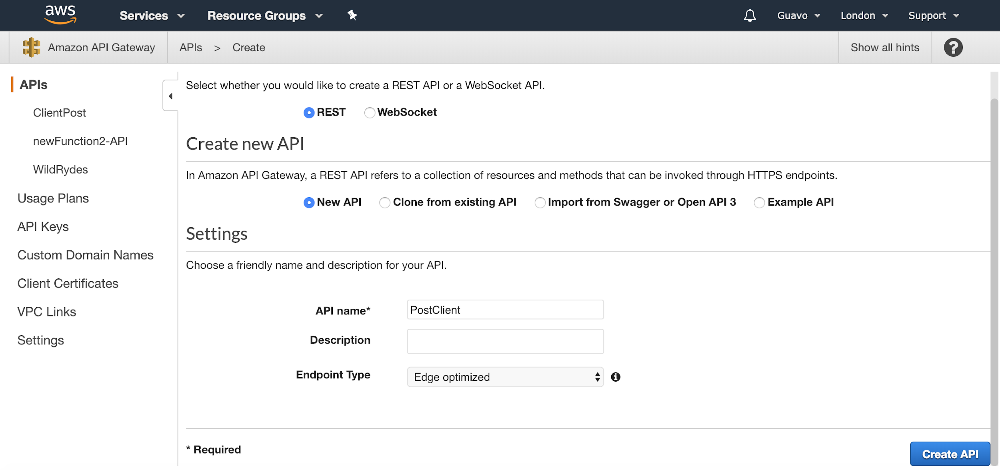 aws Services Resource Groups Guavo London Support
Amazon API Gateway APIs > Create Show all hints ?
APIs
ClientPost
newFunction2-API
WildRydes
Usage Plans
API Keys
Custom Domain Names
Client Certificates
VPC Links
Settings
Select whether you would like to create a REST API or a WebSocket API.
REST WebSocket
Create new API
In Amazon API Gateway, a REST API refers to a collection of resources and methods that can be invoked through HTTPS endpoints.
New API Clone from existing API Import from Swagger or Open API 3 Example API
Settings
Choose a friendly name and description for your API.
API name* PostClient
Description
Endpoint Type Edge optimized
* Required
Create API